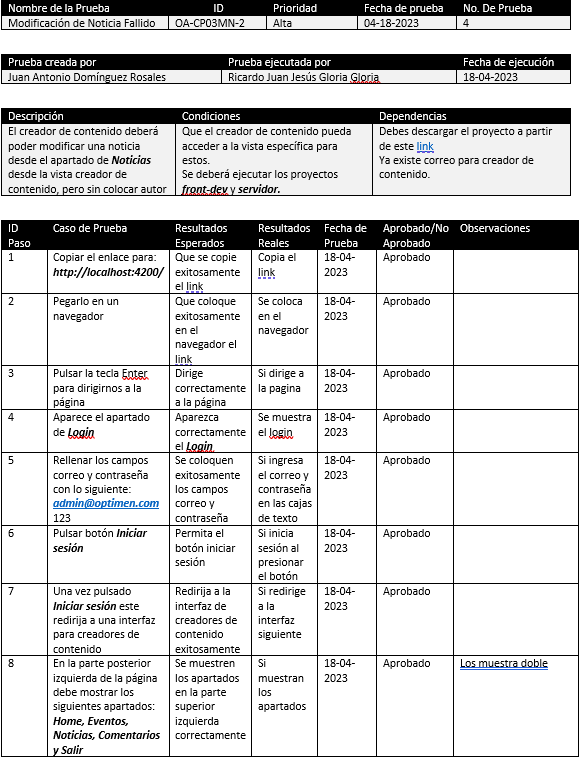 Nombre de la Prueba ID Prioridad Fecha de prueba No. De Prueba
Modificación de Noticia Fallido OA-CP03MN-2 Alta 04-18-2023 4
Prueba creada por Prueba ejecutada por Fecha de ejecución
Juan Antonio Domínguez Rosales Ricardo Juan Jesús Gloria Gloria 18-04-2023
Descripción Condiciones Dependencias
El creador de contenido deberá
poder modificar una noticia
desde el apartado de Noticias
desde la vista creador de
contenido, pero sin colocar autor
Que el creador de contenido pueda
acceder a la vista específica para
estos.
Se deberá ejecutar los proyectos
front-dev y servidor.
Debes descargar el proyecto a partir
de este link
Ya existe correo para creador de
contenido.
ID
Paso
Caso de Prueba
Resultados
Esperados
Resultados
Reales
Fecha de
Prueba
Aprobado/No
Aprobado
Observaciones
1
Copiar el enlace para:
http://localhost:4200/
Que se copie
exitosamente
el link
Copia el
link
18-04-
2023
Aprobado
2
Pegarlo en un
navegador
Que coloque
exitosamente
en el
navegador el
link
Se coloca
en el
navegador
18-04-
2023
Aprobado
3
Pulsar la tecla Enter
para dirigirnos a la
página
Dirige
correctamente
a la página
Si dirige a
la pagina
18-04-
2023
Aprobado
4
Aparece el apartado
de Login
Aparezca
correctamente
el Login
Se muestra
el login
18-04-
2023
Aprobado
5
Rellenar los campos
correo y contraseña
con lo siguiente:
admin@optimen.com
123
Se coloquen
exitosamente
los campos
correo y
contraseña
Si ingresa
el correo y
contraseña
en las cajas
de texto
18-04-
2023
Aprobado
6
Pulsar botón Iniciar
sesión
Permita el
botón iniciar
sesión
Si inicia
sesión al
presionar
el botón
18-04-
2023
Aprobado
7
Una vez pulsado
Iniciar sesión este
redirija a una interfaz
para creadores de
contenido
Redirija a la
interfaz de
creadores de
contenido
exitosamente
Si redirige
a la
interfaz
siguiente
18-04-
2023
Aprobado
8
En la parte posterior
izquierda de la página
debe mostrar los
siguientes apartados:
Home, Eventos,
Noticias, Comentarios
y Salir
Se muestren
los apartados
en la parte
superior
izquierda
correctamente
Si
muestran
los
apartados
18-04-
2023
Aprobado
Los muestra doble